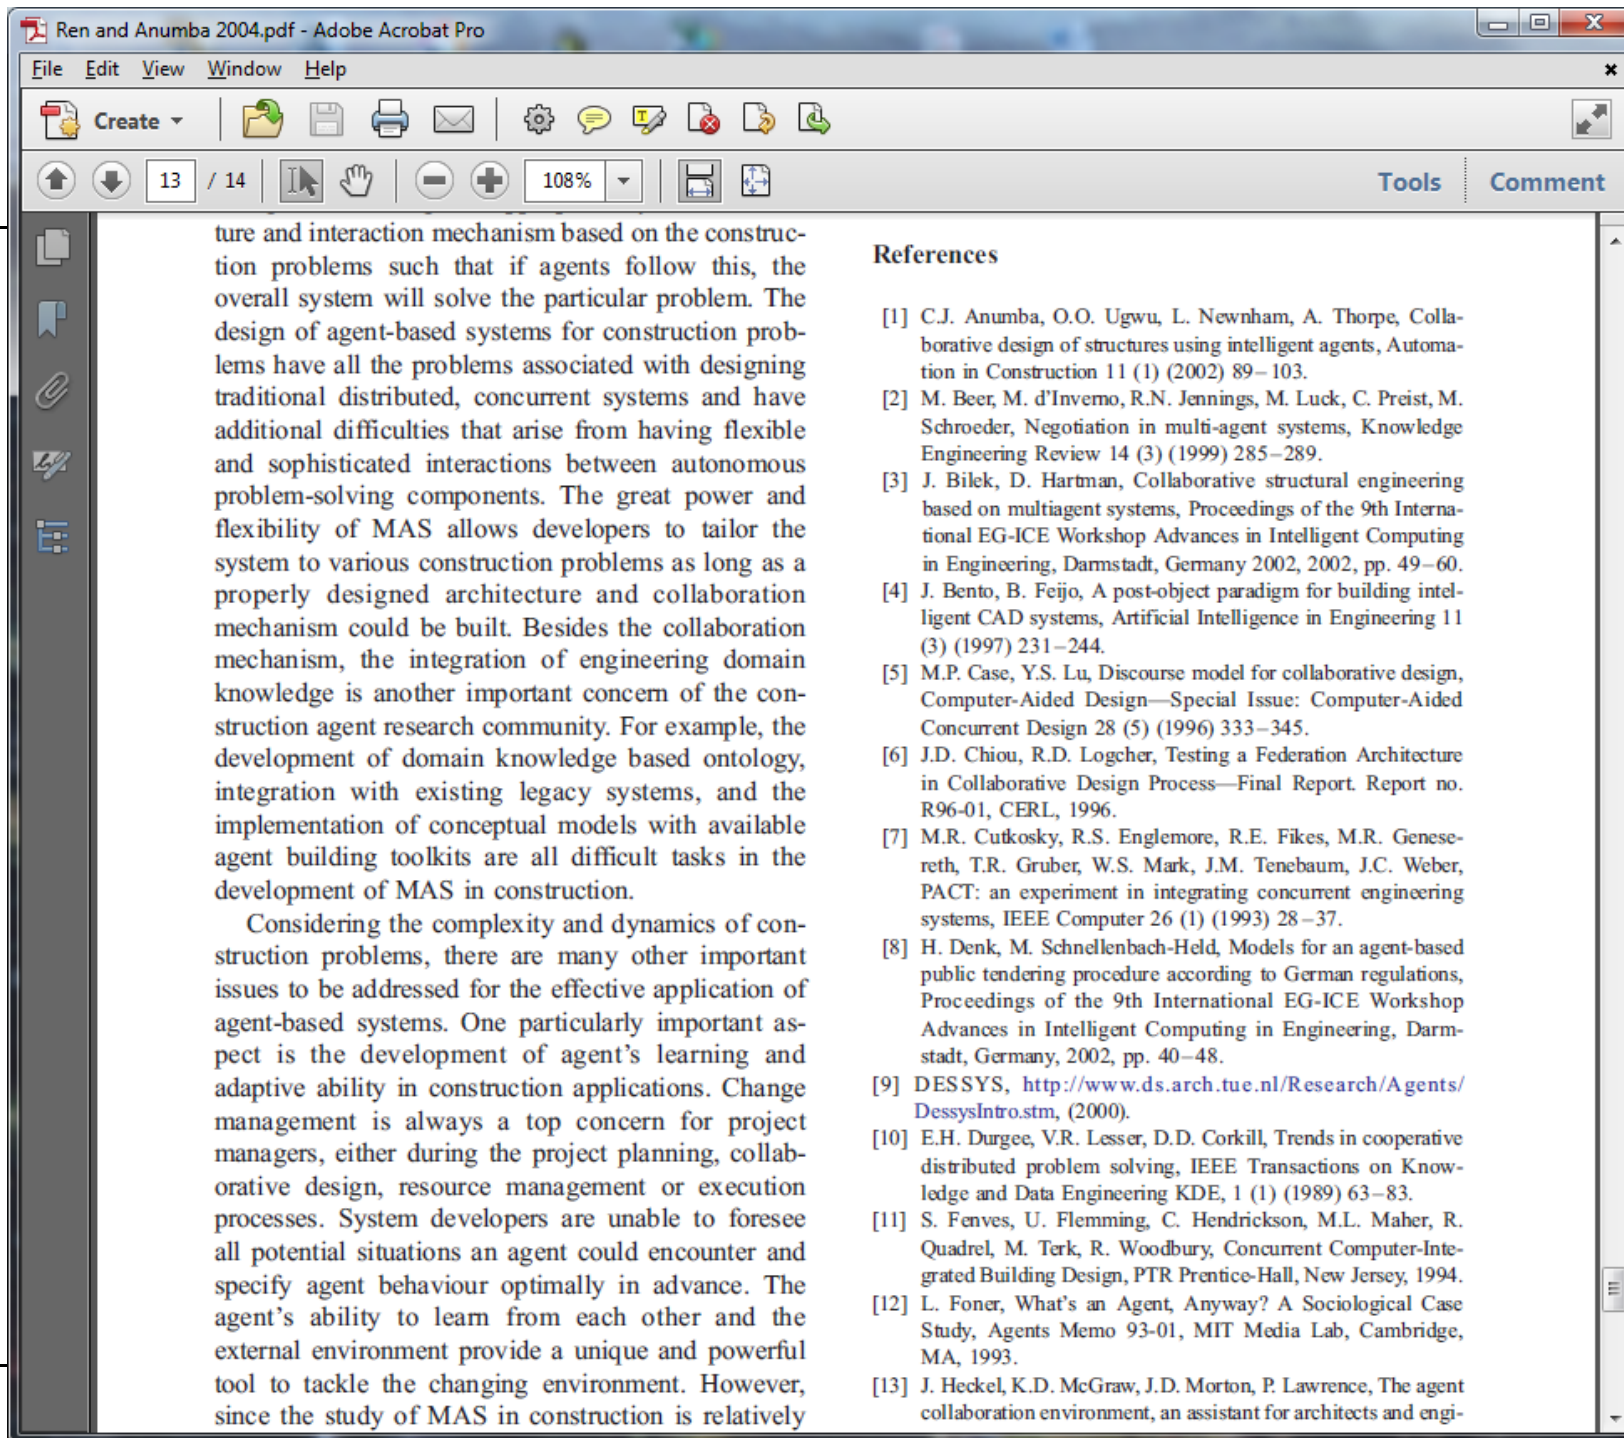 Ren and Anumba 2004.pdf - Adobe Acrobat Pro
File Edit View Window Help
Create
13 / 14 108% Tools Comment
ture and interaction mechanism based on the construc-
tion problems such that if agents follow this, the
overall system will solve the particular problem. The
design of agent-based systems for construction prob-
lems have all the problems associated with designing
traditional distributed, concurrent systems and have
additional difficulties that arise from having flexible
and sophisticated interactions between autonomous
problem-solving components. The great power and
flexibility of MAS allows developers to tailor the
system to various construction problems as long as a
properly designed architecture and collaboration
mechanism could be built. Besides the collaboration
mechanism, the integration of engineering domain
knowledge is another important concern of the con-
struction agent research community. For example, the
development of domain knowledge based ontology,
integration with existing legacy systems, and the
implementation of conceptual models with available
agent building toolkits are all difficult tasks in the
development of MAS in construction.
Considering the complexity and dynamics of con-
struction problems, there are many other important
issues to be addressed for the effective application of
agent-based systems. One particularly important as-
pect is the development of agent's learning and
adaptive ability in construction applications. Change
management is always a top concern for project
managers, either during the project planning, collab-
orative design, resource management or execution
processes. System developers are unable to foresee
all potential situations an agent could encounter and
specify agent behaviour optimally in advance. The
agent's ability to learn from each other and the
external environment provide a unique and powerful
tool to tackle the changing environment. However,
since the study of MAS in construction is relatively
References
[1] C.J. Anumba, O.O. Ugwu, L. Newnham, A. Thorpe, Colla-
borative design of structures using intelligent agents, Automa-
tion in Construction 11 (1) (2002) 89–103.
[2] M. Beer, M. d'Inverno, R.N. Jennings, M. Luck, C. Preist, M.
Schroeder, Negotiation in multi-agent systems, Knowledge
Engineering Review 14 (3) (1999) 285–289.
[3] J. Bilek, D. Hartman, Collaborative structural engineering
based on multiagent systems, Proceedings of the 9th Interna-
tional EG-ICE Workshop Advances in Intelligent Computing
in Engineering, Darmstadt, Germany 2002, 2002, pp. 49–60.
[4] J. Bento, B. Feijo, A post-object paradigm for building intel-
ligent CAD systems, Artificial Intelligence in Engineering 11
(3) (1997) 231–244.
[5] M.P. Case, Y.S. Lu, Discourse model for collaborative design,
Computer-Aided Design—Special Issue: Computer-Aided
Concurrent Design 28 (5) (1996) 333–345.
[6] J.D. Chiou, R.D. Logcher, Testing a Federation Architecture
in Collaborative Design Process—Final Report. Report no.
R96-01, CERL, 1996.
[7] M.R. Cutkosky, R.S. Englemore, R.E. Fikes, M.R. Genese-
reth, T.R. Gruber, W.S. Mark, J.M. Tenebaum, J.C. Weber,
PACT: an experiment in integrating concurrent engineering
systems, IEEE Computer 26 (1) (1993) 28–37.
[8] H. Denk, M. Schnellenbach-Held, Models for an agent-based
public tendering procedure according to German regulations,
Proceedings of the 9th International EG-ICE Workshop
Advances in Intelligent Computing in Engineering, Darm-
stadt, Germany, 2002, pp. 40–48.
[9] DESSYS, http://www.ds.arch.tue.nl/Research/Agents/
DessysIntro.stm, (2000).
[10] E.H. Durgee, V.R. Lesser, D.D. Corkill, Trends in cooperative
distributed problem solving, IEEE Transactions on Know-
ledge and Data Engineering KDE, 1 (1) (1989) 63–83.
[11] S. Fenves, U. Flemming, C. Hendrickson, M.L. Maher, R.
Quadrel, M. Terk, R. Woodbury, Concurrent Computer-Inte-
grated Building Design, PTR Prentice-Hall, New Jersey, 1994.
[12] L. Foner, What's an Agent, Anyway? A Sociological Case
Study, Agents Memo 93-01, MIT Media Lab, Cambridge,
MA, 1993.
[13] J. Heckel, K.D. McGraw, J.D. Morton, P. Lawrence, The agent
collaboration environment, an assistant for architects and engi-